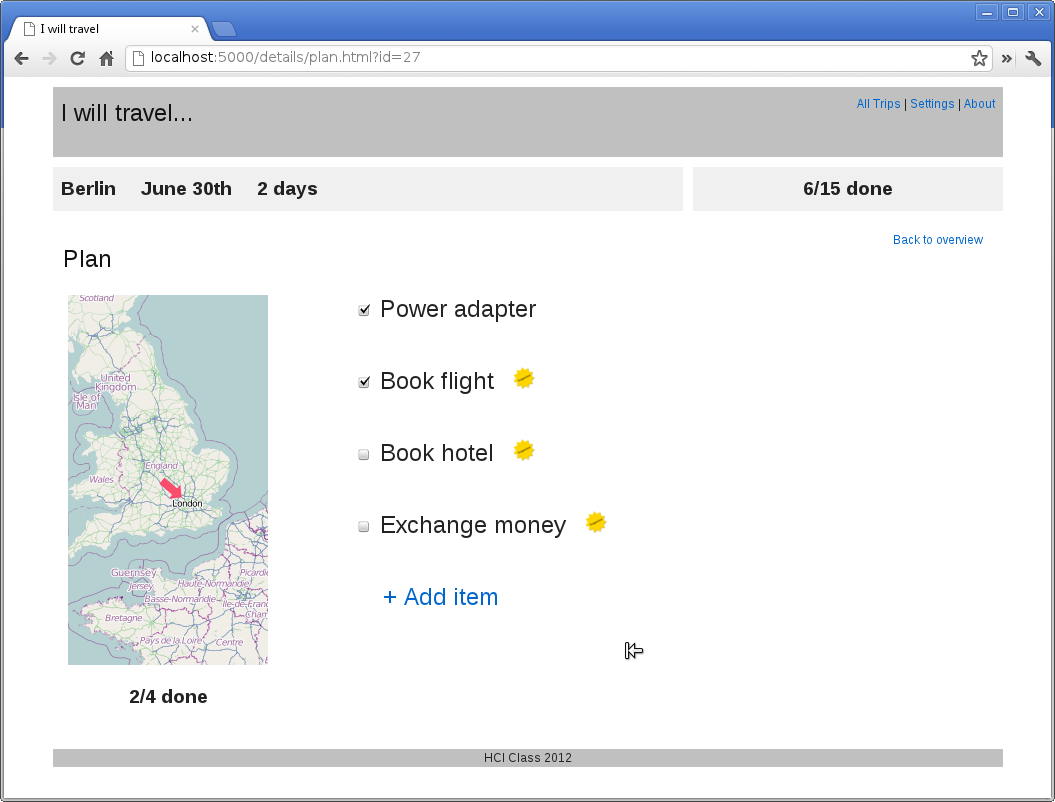 I will travel
localhost:5000/details/plan.html?id=27
I will travel...
All Trips | Settings | About
Berlin June 30th 2 days
6/15 done
Back to overview
Plan
Scotland
United
Kingdom
Isle of
Man
England
Wales
London
Guernsey
Jersey
Haute-Normandie
Picardie
Basse-Normandie
Île-de-France
Cham
Bretagne
Pays de la Loire
Centre
2/4 done
Power adapter
Book flight
Book hotel
Exchange money
+ Add item
HCI Class 2012